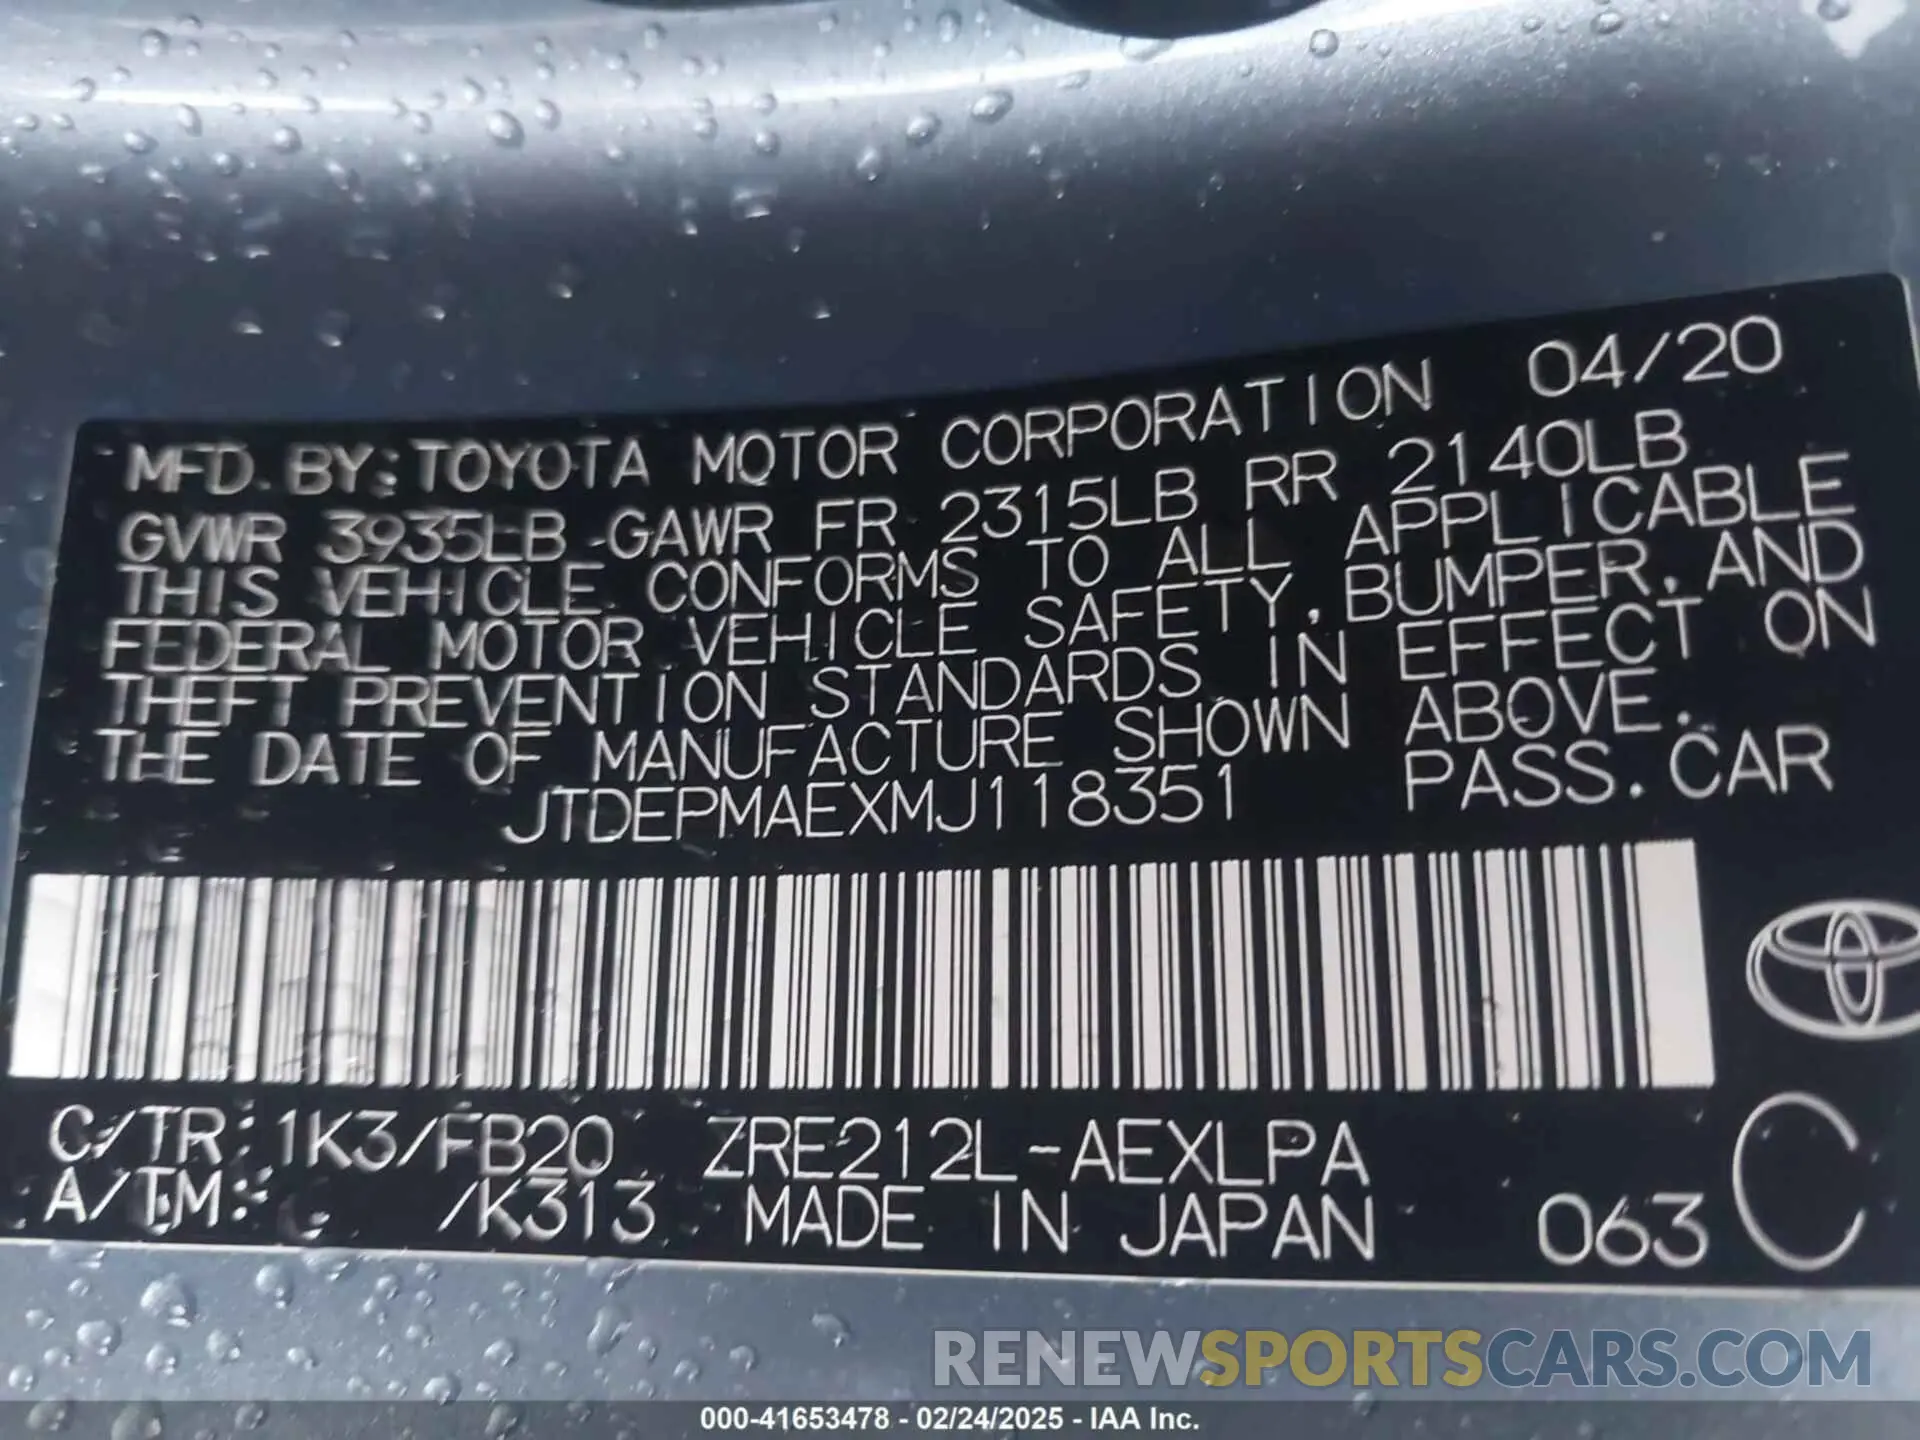 MFD. BY: TOYOTA MOTOR CORPORATION 04/20
GVWR 3935LB GAWR FR 2315LB RR 2140LB
THIS VEHICLE CONFORMS TO ALL APPLICABLE
FEDERAL MOTOR VEHICLE SAFETY, BUMPER, AND
THEFT PREVENTION STANDARDS IN EFFECT ON
THE DATE OF MANUFACTURE SHOWN ABOVE.
JTDEPMAEXMJ118351 PASS. CAR
C/TR: 1K3/FB20 ZRE212L-AEXLPA
A/TM: /K313 MADE IN JAPAN 063 C
RENEWSPORTSCARS.COM
000-41653478 - 02/24/2025 - IAA Inc.